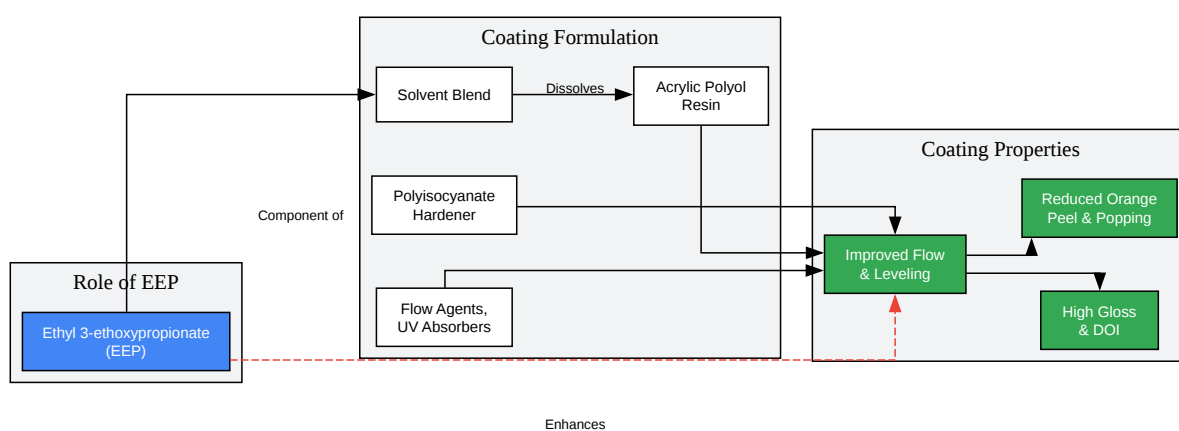 Coating Formulation
Solvent Blend
Dissolves
Acrylic Polyol
Resin
Coating Properties
Polyisocyanate
Hardener
Reduced Orange
Peel & Popping
Component of
Improved Flow
& Leveling
Role of EEP
Flow Agents,
UV Absorbers
High Gloss
& DOI
Ethyl 3-ethoxypropionate
(EEP)
Enhances